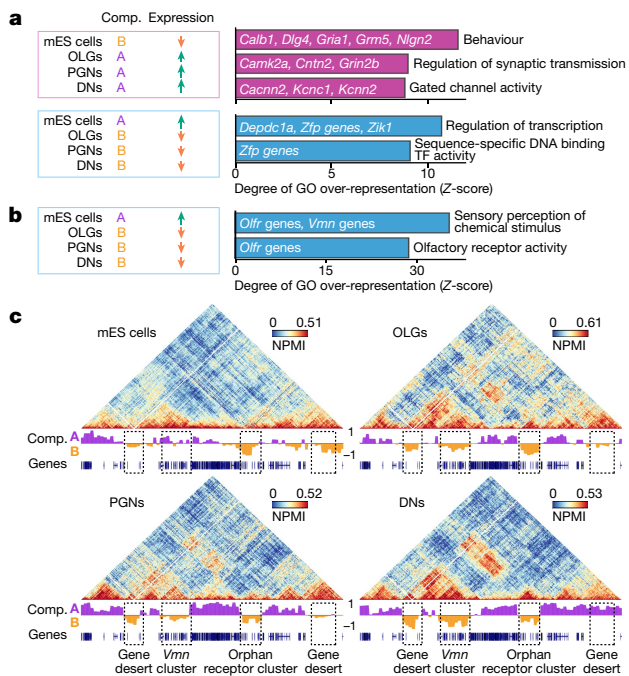 a
Comp. Expression
mES cells B
OLGs A
PGNs A
DNs A
Calb1, Dlg4, Gria1, Grm5, Nlgn2 Behaviour
Camk2a, Cntn2, Grin2b Regulation of synaptic transmission
Cacnn2, Kcnc1, Kcnn2 Gated channel activity
mES cells A
OLGs B
PGNs B
DNs B
Depdc1a, Zfp genes, Zik1 Regulation of transcription
Zfp genes Sequence-specific DNA binding
TF activity
0 5 10
Degree of GO over-representation (Z-score)
b
mES cells A
OLGs B
PGNs B
DNs B
Olfr genes, Vmn genes Sensory perception of
chemical stimulus
Olfr genes Olfactory receptor activity
0 15 30
Degree of GO over-representation (Z-score)
c
mES cells
0 0.51
NPMI
OLGs
0 0.61
NPMI
Comp. A
B
1
-1
Genes
PGNs
0 0.52
NPMI
DNs
0 0.53
NPMI
Comp. A
B
1
-1
Genes
Gene
desert
Vmn
cluster
Orphan
receptor cluster
Gene
desert
Gene
desert
Vmn
cluster
Orphan
receptor cluster
Gene
desert